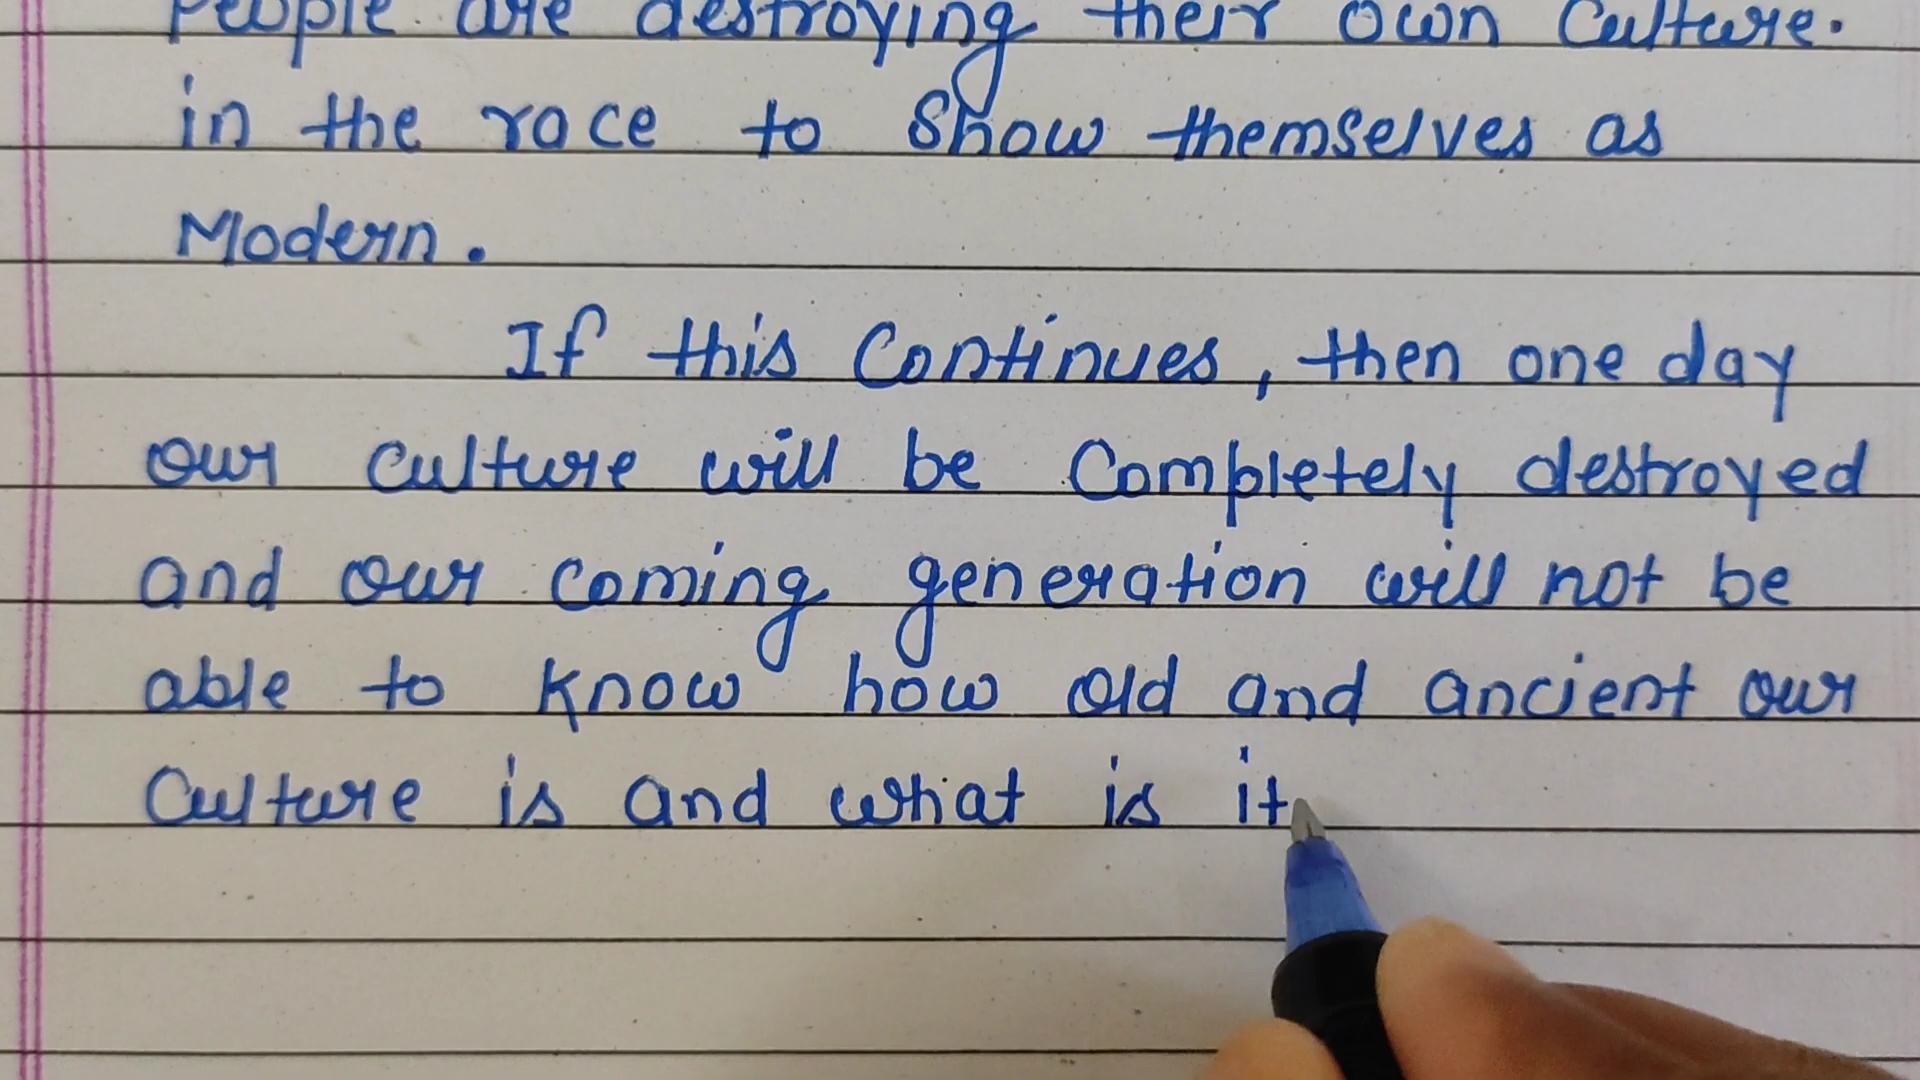 People are destroying their own Culture.
in the race to Show themselves as
Modern.
If this Continues, then one day
our culture will be Completely destroyed
and our coming generation will not be
able to know how old and ancient our
Culture is and what is it